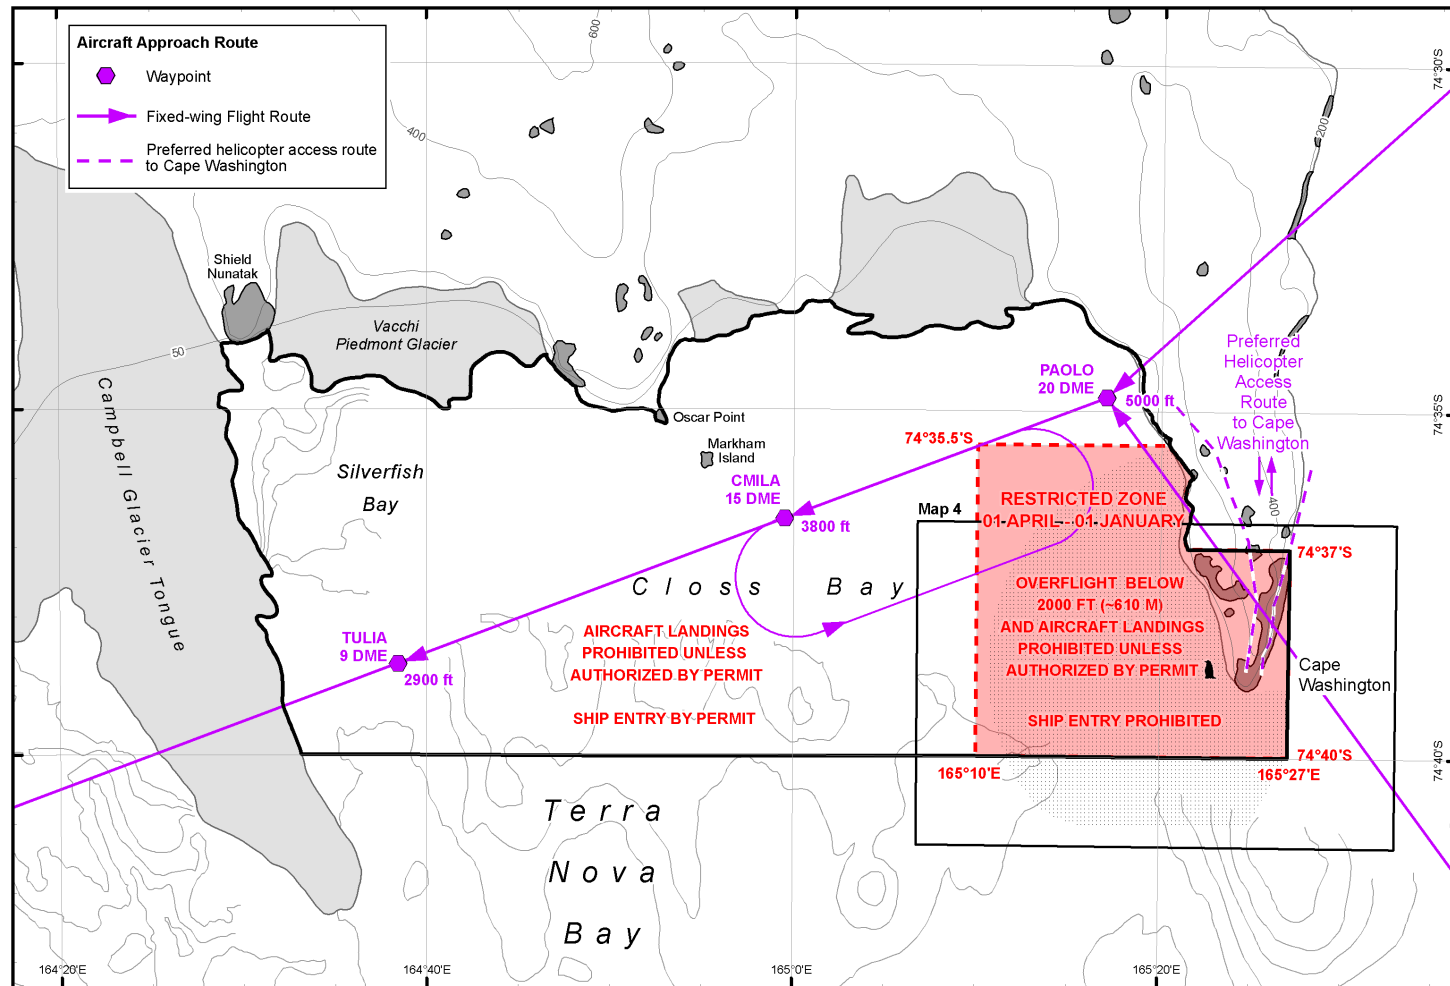 Aircraft Approach Route
Waypoint
Fixed-wing Flight Route
Preferred helicopter access route
to Cape Washington
600
400
200
74°30'S
Shield
Nunatak
50
Vacchi
Piedmont Glacier
Campbell Glacier Tongue
Silverfish
Bay
Oscar Point
Markham
Island
PAOLO
20 DME
5000 ft
Preferred
Helicopter
Access
Route
to Cape
Washington
74°35'S
74°35.5'S
CMILA
15 DME
3800 ft
400
Map 4
RESTRICTED ZONE
01 APRIL - 01 JANUARY
74°37'S
Closs Bay
OVERFLIGHT BELOW
2000 FT (~610 M)
AND AIRCRAFT LANDINGS
PROHIBITED UNLESS
AUTHORIZED BY PERMIT
SHIP ENTRY PROHIBITED
AIRCRAFT LANDINGS
PROHIBITED UNLESS
AUTHORIZED BY PERMIT
SHIP ENTRY BY PERMIT
TULIA
9 DME
2900 ft
Cape
Washington
74°40'S
74°40'S
165°10'E
165°27'E
Terra
Nova
Bay
164°20'E
164°40'E
165°0'E
165°20'E